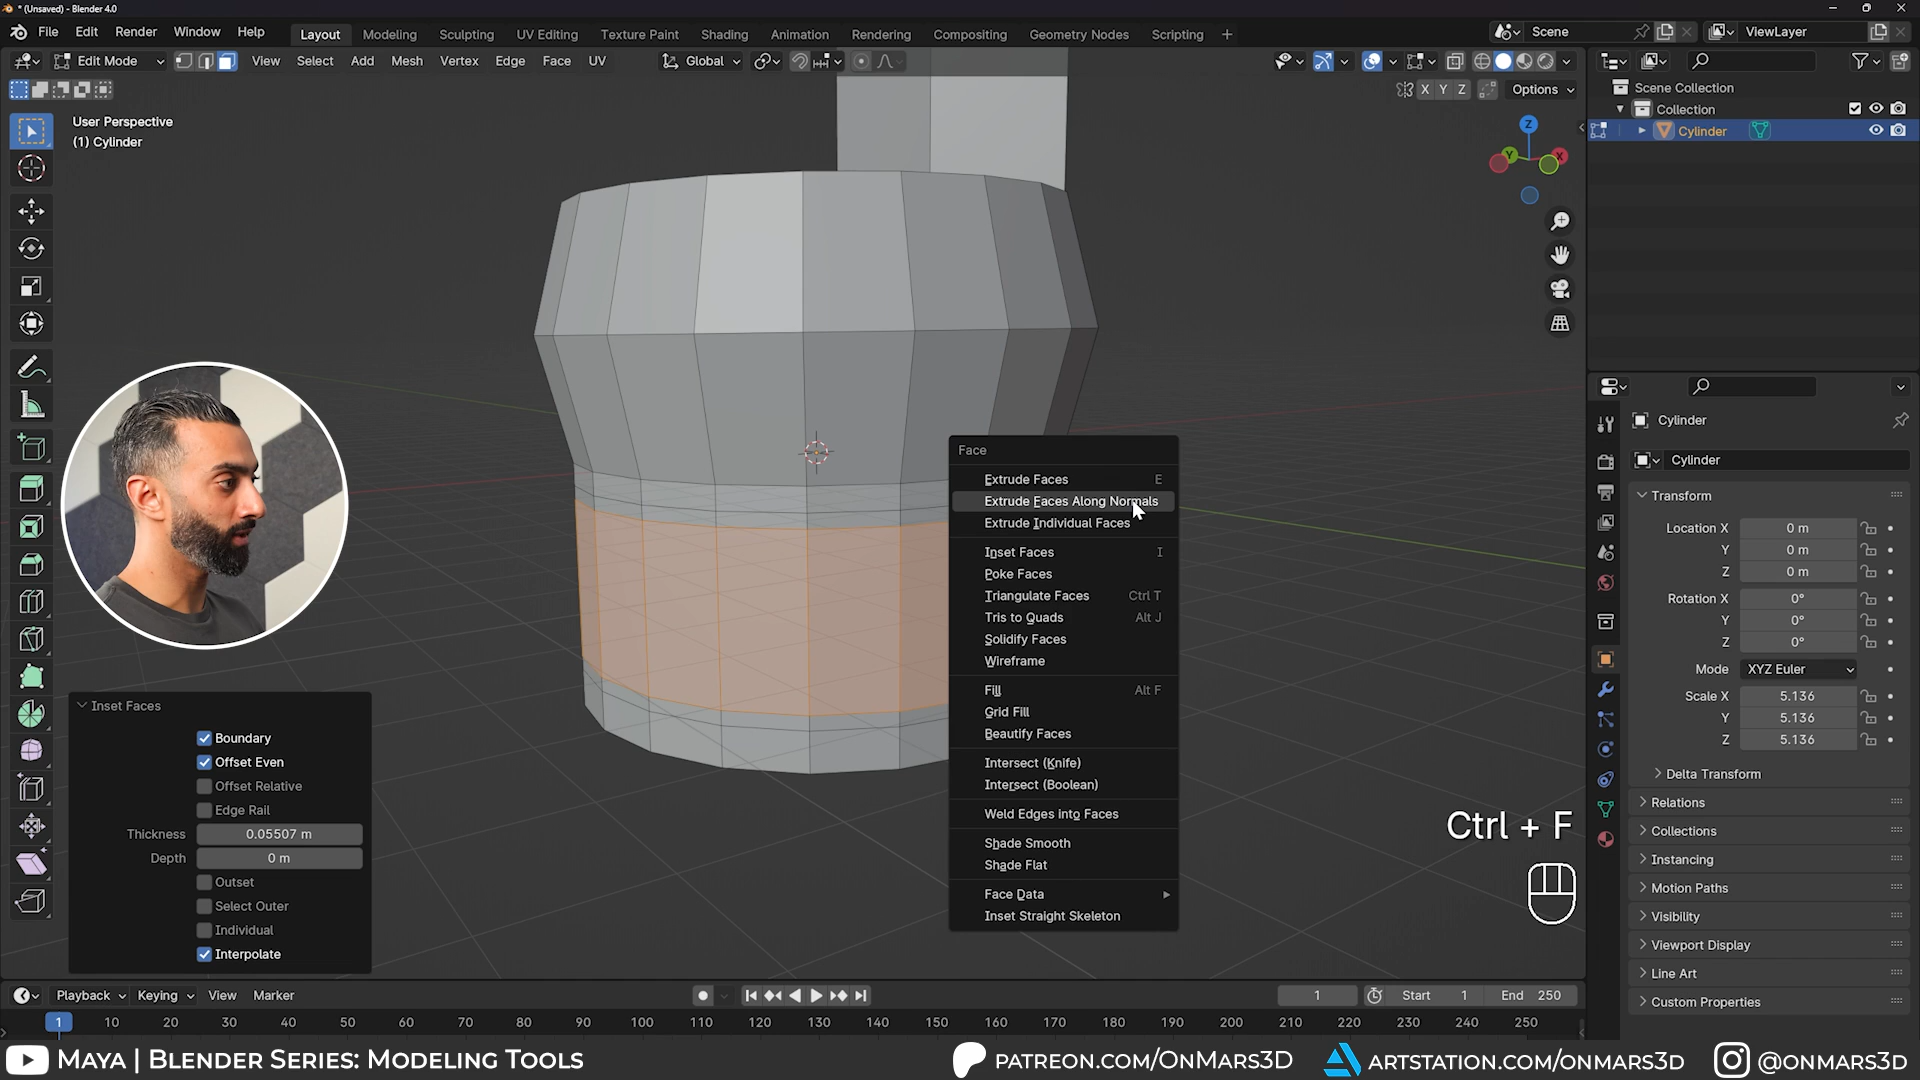 * (Unsaved) - Blender 4.0
File Edit Render Window Help
Layout Modeling Sculpting UV Editing Texture Paint Shading Animation Rendering Compositing Geometry Nodes Scripting +
Scene
ViewLayer
Edit Mode
View Select Add Mesh Vertex Edge Face UV
Global
X Y Z
Options
User Perspective
(1) Cylinder
Z
Y
X
Scene Collection
Collection
Cylinder
Cylinder
Cylinder
Transform
Location X 0 m
Y 0 m
Z 0 m
Rotation X 0°
Y 0°
Z 0°
Mode XYZ Euler
Scale X 5.136
Y 5.136
Z 5.136
Delta Transform
Relations
Collections
Instancing
Motion Paths
Visibility
Viewport Display
Line Art
Custom Properties
Face
Extrude Faces E
Extrude Faces Along Normals
Extrude Individual Faces
Inset Faces I
Poke Faces
Triangulate Faces Ctrl T
Tris to Quads Alt J
Solidify Faces
Wireframe
Fill Alt F
Grid Fill
Beautify Faces
Intersect (Knife)
Intersect (Boolean)
Weld Edges into Faces
Shade Smooth
Shade Flat
Face Data
Inset Straight Skeleton
Inset Faces
Boundary
Offset Even
Offset Relative
Edge Rail
Thickness 0.05507 m
Depth 0 m
Outset
Select Outer
Individual
Interpolate
Ctrl + F
Playback Keying View Marker
1
Start 1
End 250
1 10 20 30 40 50 60 70 80 90 100 110 120 130 140 150 160 170 180 190 200 210 220 230 240 250
MAYA | BLENDER SERIES: MODELING TOOLS
PATREON.COM/ONMARS3D
ARTSTATION.COM/ONMARS3D
@ONMARS3D